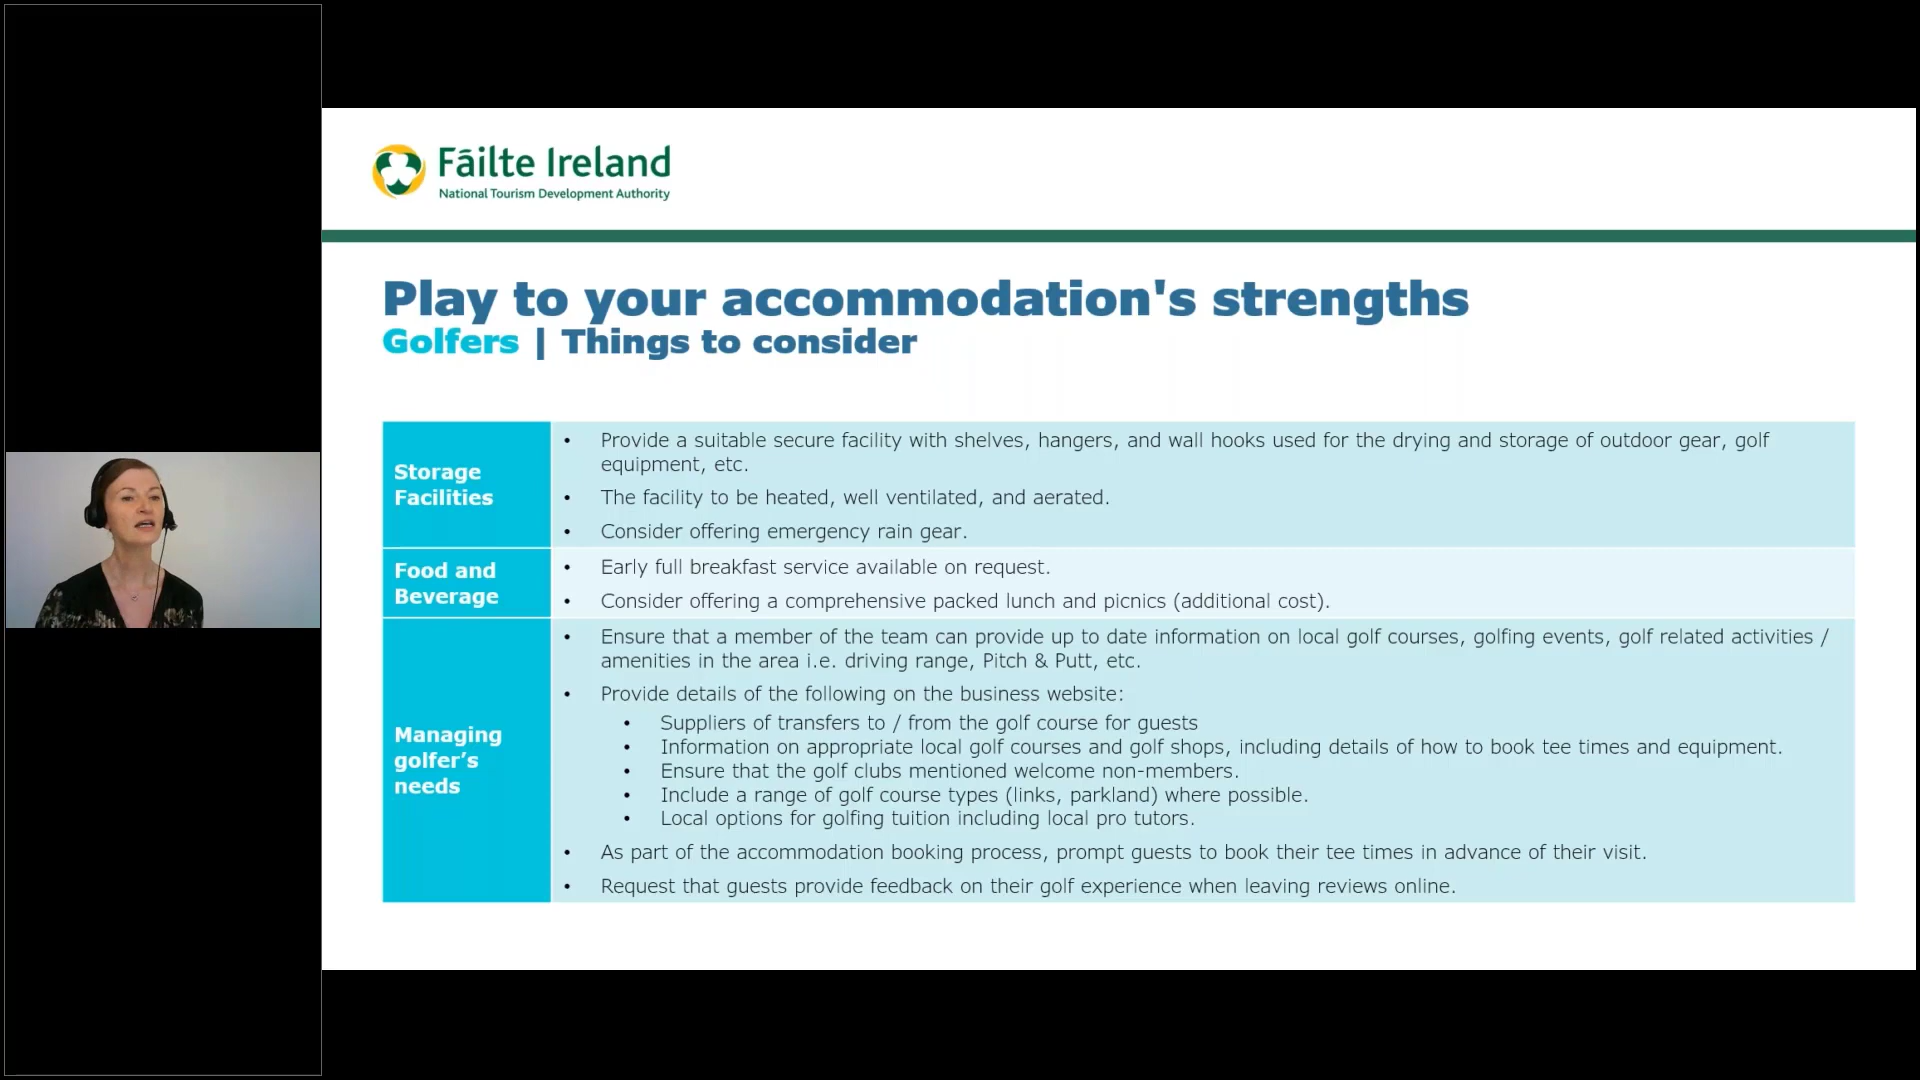 Fáilte Ireland
National Tourism Development Authority
Play to your accommodation's strengths
Golfers | Things to consider
Storage
Facilities
• Provide a suitable secure facility with shelves, hangers, and wall hooks used for the drying and storage of outdoor gear, golf
equipment, etc.
• The facility to be heated, well ventilated, and aerated.
• Consider offering emergency rain gear.
Food and
Beverage
• Early full breakfast service available on request.
• Consider offering a comprehensive packed lunch and picnics (additional cost).
Managing
golfer’s
needs
• Ensure that a member of the team can provide up to date information on local golf courses, golfing events, golf related activities /
amenities in the area i.e. driving range, Pitch & Putt, etc.
• Provide details of the following on the business website:
• Suppliers of transfers to / from the golf course for guests
• Information on appropriate local golf courses and golf shops, including details of how to book tee times and equipment.
• Ensure that the golf clubs mentioned welcome non-members.
• Include a range of golf course types (links, parkland) where possible.
• Local options for golfing tuition including local pro tutors.
• As part of the accommodation booking process, prompt guests to book their tee times in advance of their visit.
• Request that guests provide feedback on their golf experience when leaving reviews online.